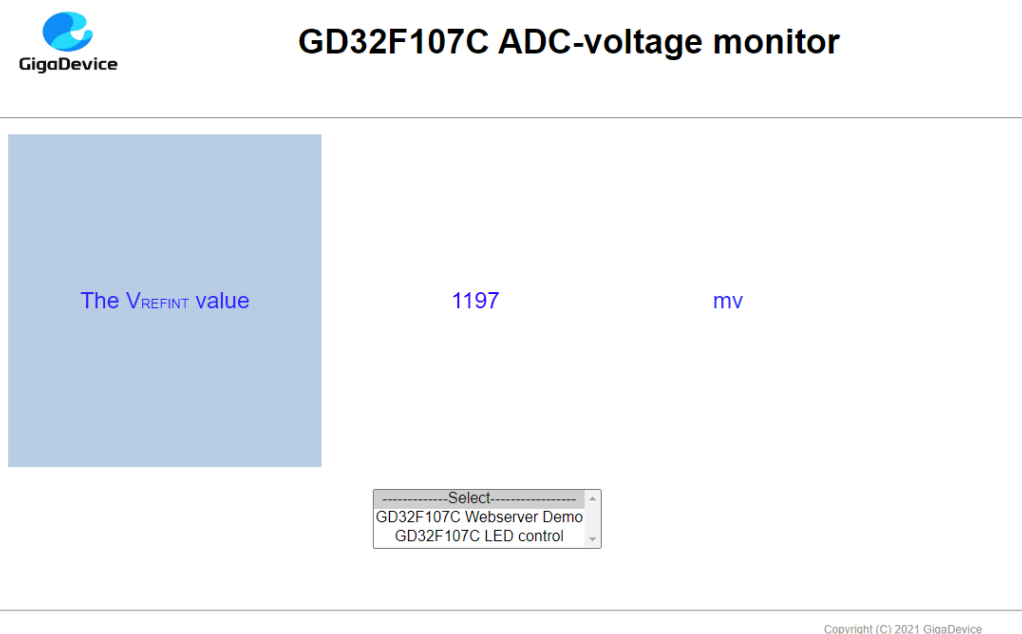 GigaDevice
GD32F107C ADC-voltage monitor
The VREFINT value 1197 mv
-------------Select-----------------
GD32F107C Webserver Demo
GD32F107C LED control
Copyright (C) 2021 GigaDevice